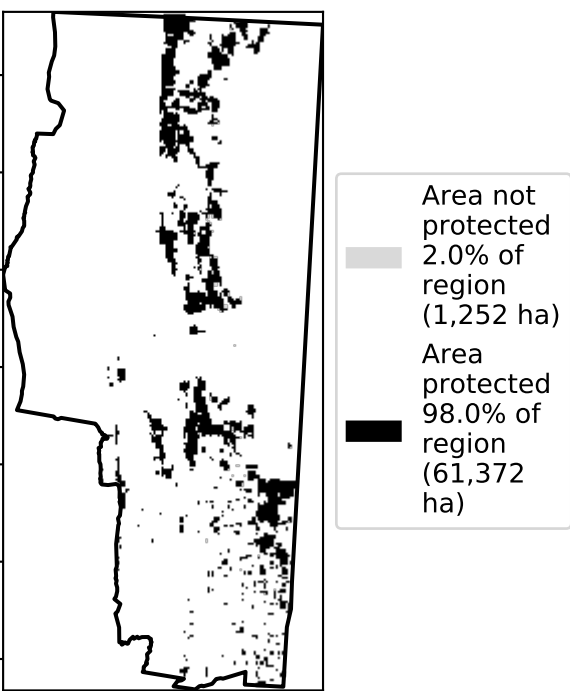 Area not
protected
2.0% of
region
(1,252 ha)
Area
protected
98.0% of
region
(61,372
ha)